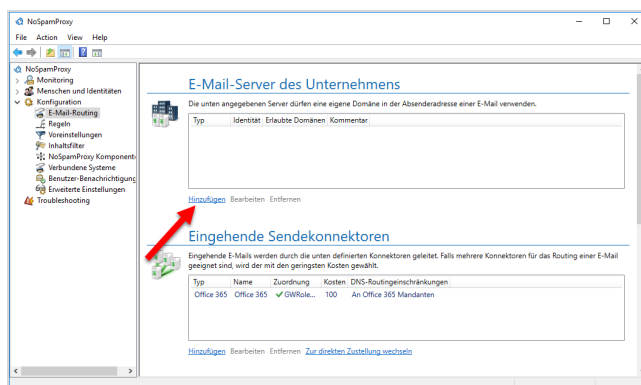 NoSpamProxy
File Action View Help
NoSpamProxy
Monitoring
Menschen und Identitäten
Konfiguration
E-Mail-Routing
Regeln
Voreinstellungen
Inhaltsfilter
NoSpamProxy Komponent
Verbundene Systeme
Benutzer-Benachrichtigung
Erweiterte Einstellungen
Troubleshooting
E-Mail-Server des Unternehmens
Die unten angegebenen Server dürfen eine eigene Domäne in der Absenderadresse einer E-Mail verwenden.
Typ Identität Erlaubte Domänen Kommentar
Hinzufügen Bearbeiten Entfernen
Eingehende Sendekonnektoren
Eingehende E-Mails werden durch die unten definierten Konnektoren geleitet. Falls mehrere Konnektoren für das Routing einer E-Mail
geeignet sind, wird der mit den geringsten Kosten gewählt.
Typ Name Zuordnung Kosten DNS-Routingeinschränkungen
Office 365 Office 365 GWRole... 100 An Office 365 Mandanten
Hinzufügen Bearbeiten Entfernen Zur direkten Zustellung wechseln